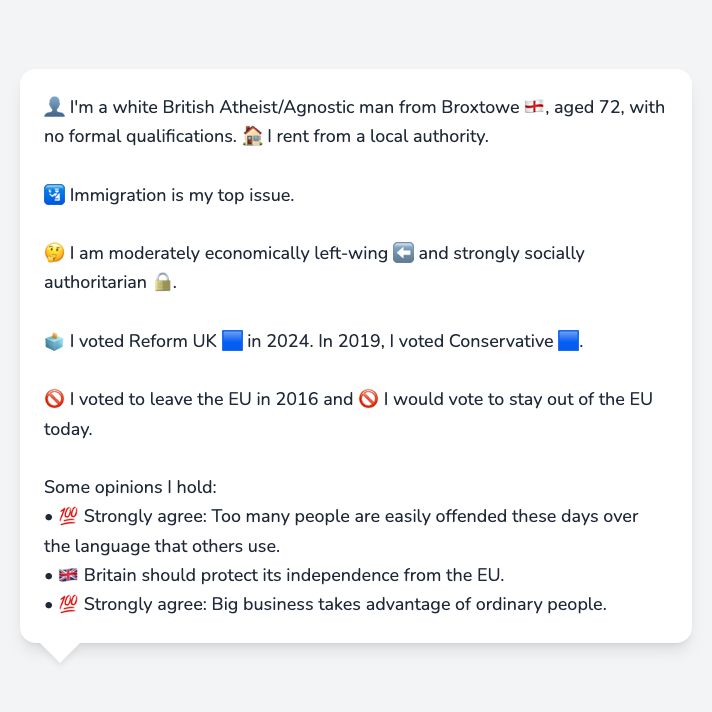 👤 I'm a white British Atheist/Agnostic man from Broxtowe 🏴󠁧󠁢󠁥󠁮󠁧󠁿, aged 72, with
no formal qualifications. 🏠 I rent from a local authority.
🛂 Immigration is my top issue.
🤔 I am moderately economically left-wing ⬅️ and strongly socially
authoritarian 🔒.
🗳️ I voted Reform UK 🟦 in 2024. In 2019, I voted Conservative 🟦.
🚫 I voted to leave the EU in 2016 and 🚫 I would vote to stay out of the EU
today.
Some opinions I hold:
• 💯 Strongly agree: Too many people are easily offended these days over
the language that others use.
• 🇬🇧 Britain should protect its independence from the EU.
• 💯 Strongly agree: Big business takes advantage of ordinary people.